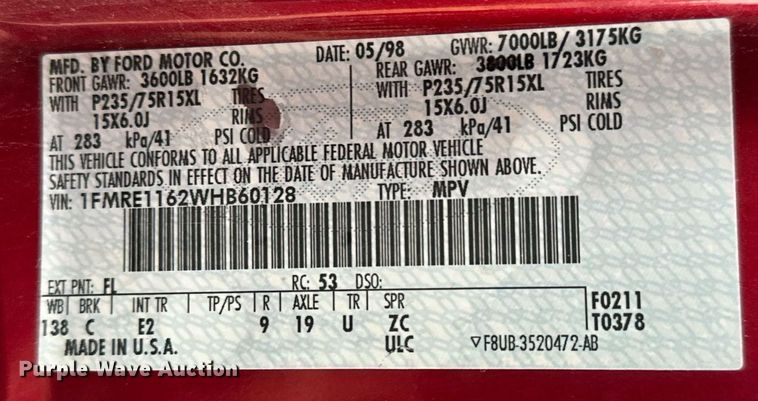 MFD. BY FORD MOTOR CO. DATE: 05/98 GVWR: 7000LB/ 3175KG
FRONT GAWR: 3600LB 1632KG REAR GAWR: 3800LB 1723KG
WITH P235/75R15XL TIRES WITH P235/75R15XL TIRES
15X6.0J RIMS 15X6.0J RIMS
AT 283 kPa/41 PSI COLD AT 283 kPa/41 PSI COLD
THIS VEHICLE CONFORMS TO ALL APPLICABLE FEDERAL MOTOR VEHICLE
SAFETY STANDARDS IN EFFECT ON THE DATE OF MANUFACTURE SHOWN ABOVE.
VIN: 1FMRE1162WHB60128 TYPE: MPV
EXT PNT: FL RC: 53 DSO:
WB BRK INT TR TP/PS R AXLE TR SPR F0211
138 C E2 9 19 U ZC T0378
MADE IN U.S.A. ULC ▽F8UB-3520472-AB
Purple Wave Auction